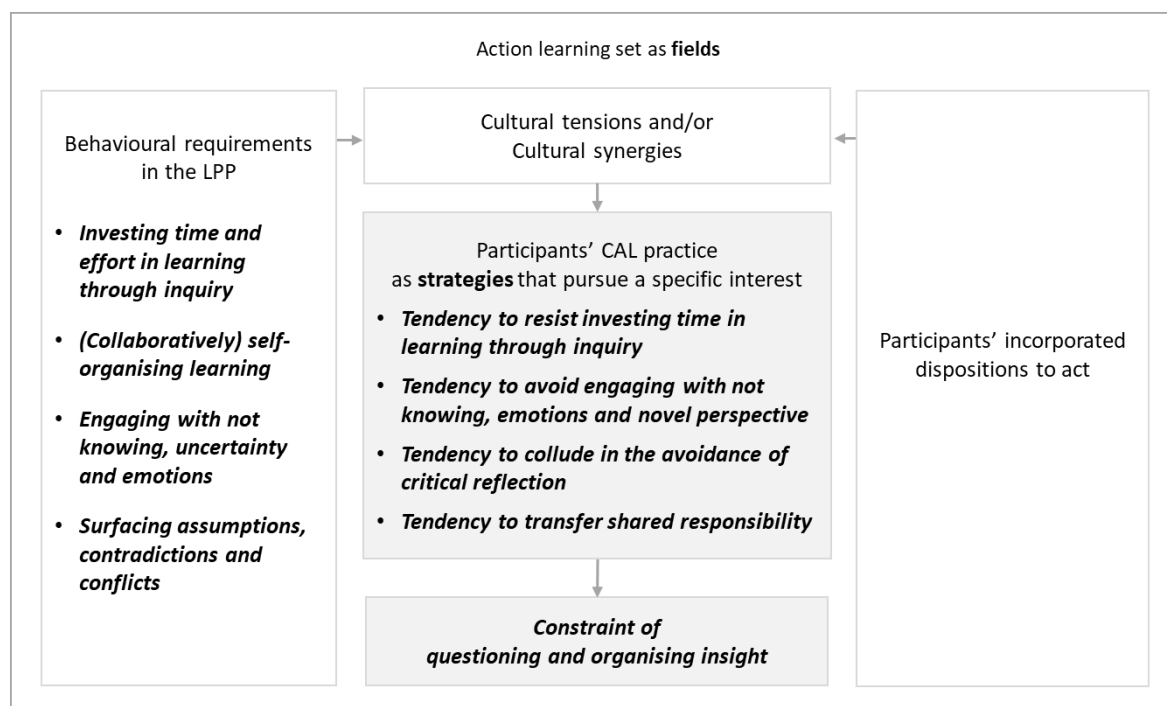 Action learning set as fields
Behavioural requirements
in the LPP
• Investing time and
effort in learning
through inquiry
• (Collaboratively) self-
organising learning
• Engaging with not
knowing, uncertainty
and emotions
• Surfacing assumptions,
contradictions and
conflicts
Cultural tensions and/or
Cultural synergies
Participants’ CAL practice
as strategies that pursue a specific interest
• Tendency to resist investing time in
learning through inquiry
• Tendency to avoid engaging with not
knowing, emotions and novel perspective
• Tendency to collude in the avoidance of
critical reflection
• Tendency to transfer shared responsibility
Constraint of
questioning and organising insight
Participants’ incorporated
dispositions to act